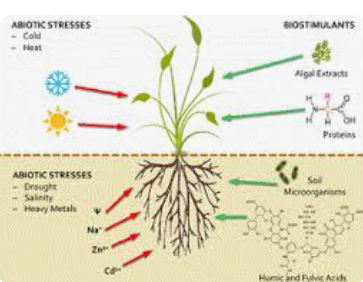 ABIOTIC STRESSES
- Cold
- Heat
BIOSTIMULANTS
Algal Extracts
R
H
N
C
C
O
H
H
OH
Proteins
ABIOTIC STRESSES
- Drought
- Salinity
- Heavy Metals
Ψ
Na⁺
Zn²⁺
Cd²⁺
Soil
Microorganisms
Humic and Fulvic Acids